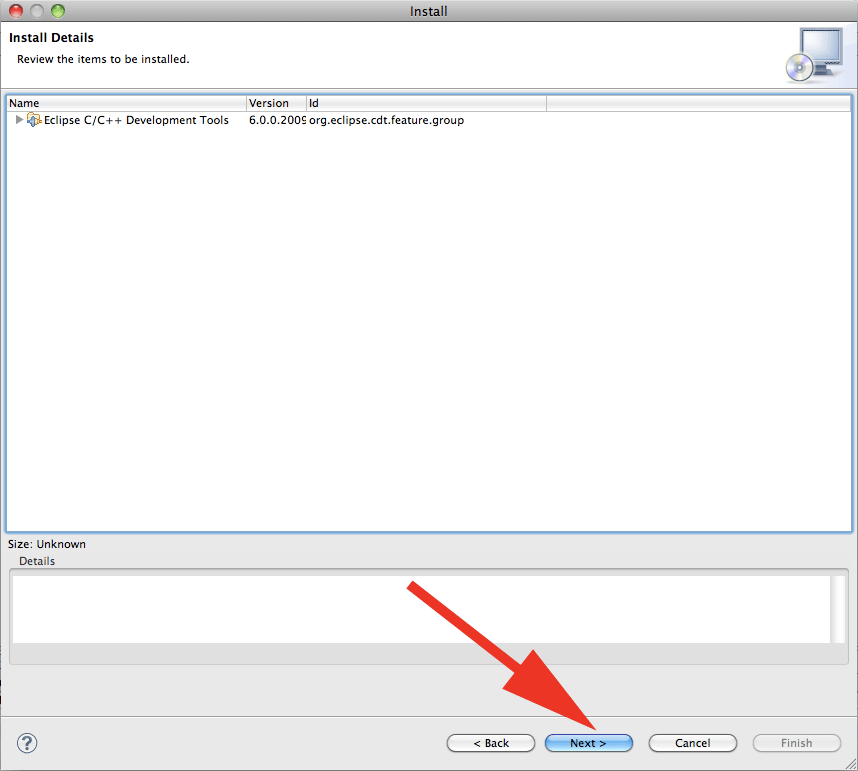 Install
Install Details
Review the items to be installed.
Name Version Id
Eclipse C/C++ Development Tools 6.0.0.2009 org.eclipse.cdt.feature.group
Size: Unknown
Details
? < Back Next > Cancel Finish